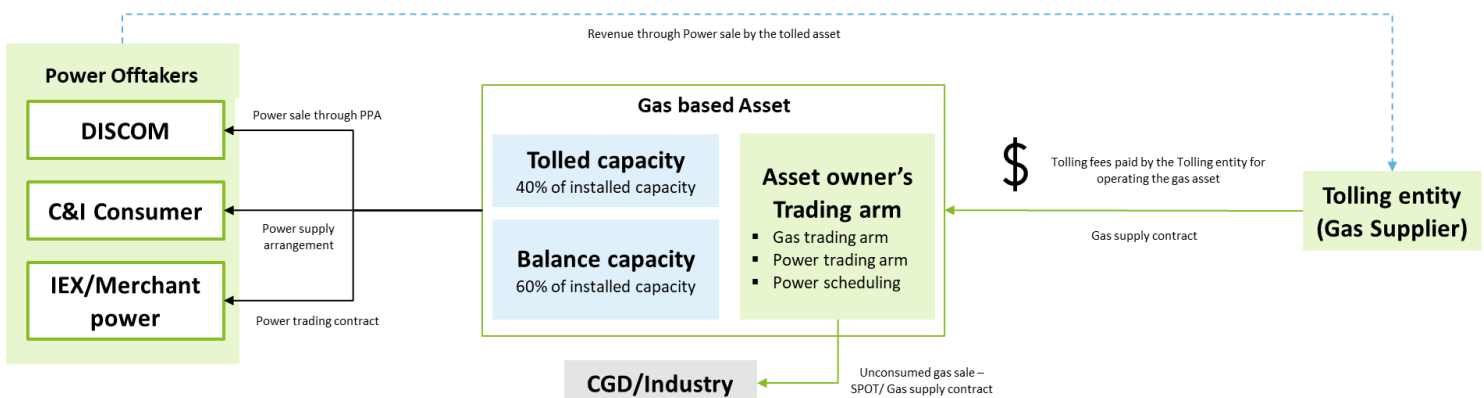 Revenue through Power sale by the tolled asset
Power Offtakers
DISCOM
C&I Consumer
IEX/Merchant
power
Power sale through PPA
Power supply
arrangement
Power trading contract
Gas based Asset
Tolled capacity
40% of installed capacity
Balance capacity
60% of installed capacity
Asset owner’s
Trading arm
▪ Gas trading arm
▪ Power trading arm
▪ Power scheduling
$
Tolling fees paid by the Tolling entity for
operating the gas asset
Gas supply contract
Tolling entity
(Gas Supplier)
CGD/Industry
Unconsumed gas sale –
SPOT/ Gas supply contract